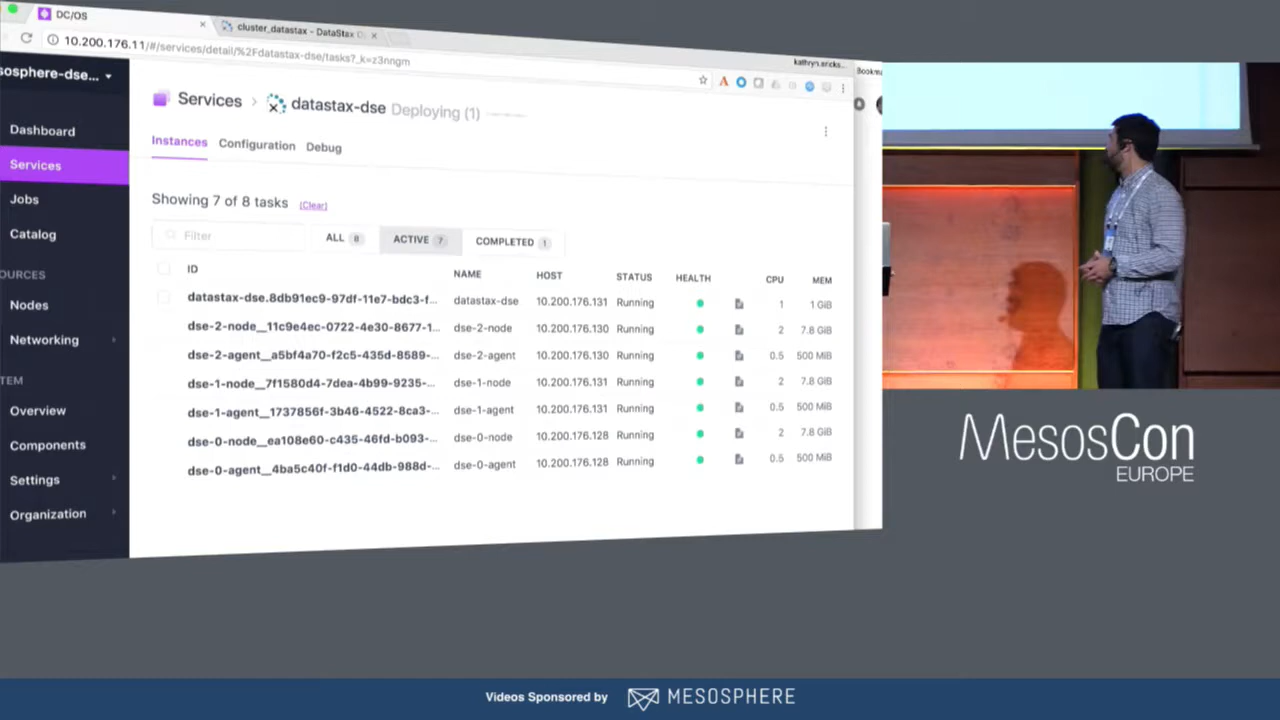 DC/OS
cluster_datastax - DataStax
10.200.176.11/#/services/detail/%2Fdatastax-dse/tasks?_k=z3nngm
kathryn.ericks...
osphere-dse...
Services
datastax-dse Deploying (1)
Instances Configuration Debug
Dashboard
Services
Jobs
Catalog
OURCES
Nodes
Networking
TEM
Overview
Components
Settings
Organization
Showing 7 of 8 tasks (Clear)
Filter ALL 8 ACTIVE 7 COMPLETED 1
ID NAME HOST STATUS HEALTH CPU MEM
datastax-dse.8db91ec9-97df-11e7-bdc3-f... datastax-dse 10.200.176.131 Running 1 1 GiB
dse-2-node__11c9e4ec-0722-4e30-8677-1... dse-2-node 10.200.176.130 Running 2 7.8 GiB
dse-2-agent__a5bf4a70-f2c5-435d-8589-... dse-2-agent 10.200.176.130 Running 0.5 500 MiB
dse-1-node__7f1580d4-7dea-4b99-9235-... dse-1-node 10.200.176.131 Running 2 7.8 GiB
dse-1-agent__1737856f-3b46-4522-8ca3-... dse-1-agent 10.200.176.131 Running 0.5 500 MiB
dse-0-node__ea108e60-c435-46fd-b093-... dse-0-node 10.200.176.128 Running 2 7.8 GiB
dse-0-agent__4ba5c40f-f1d0-44db-988d-... dse-0-agent 10.200.176.128 Running 0.5 500 MiB
MesosCon
EUROPE
Videos Sponsored by MESOSPHERE